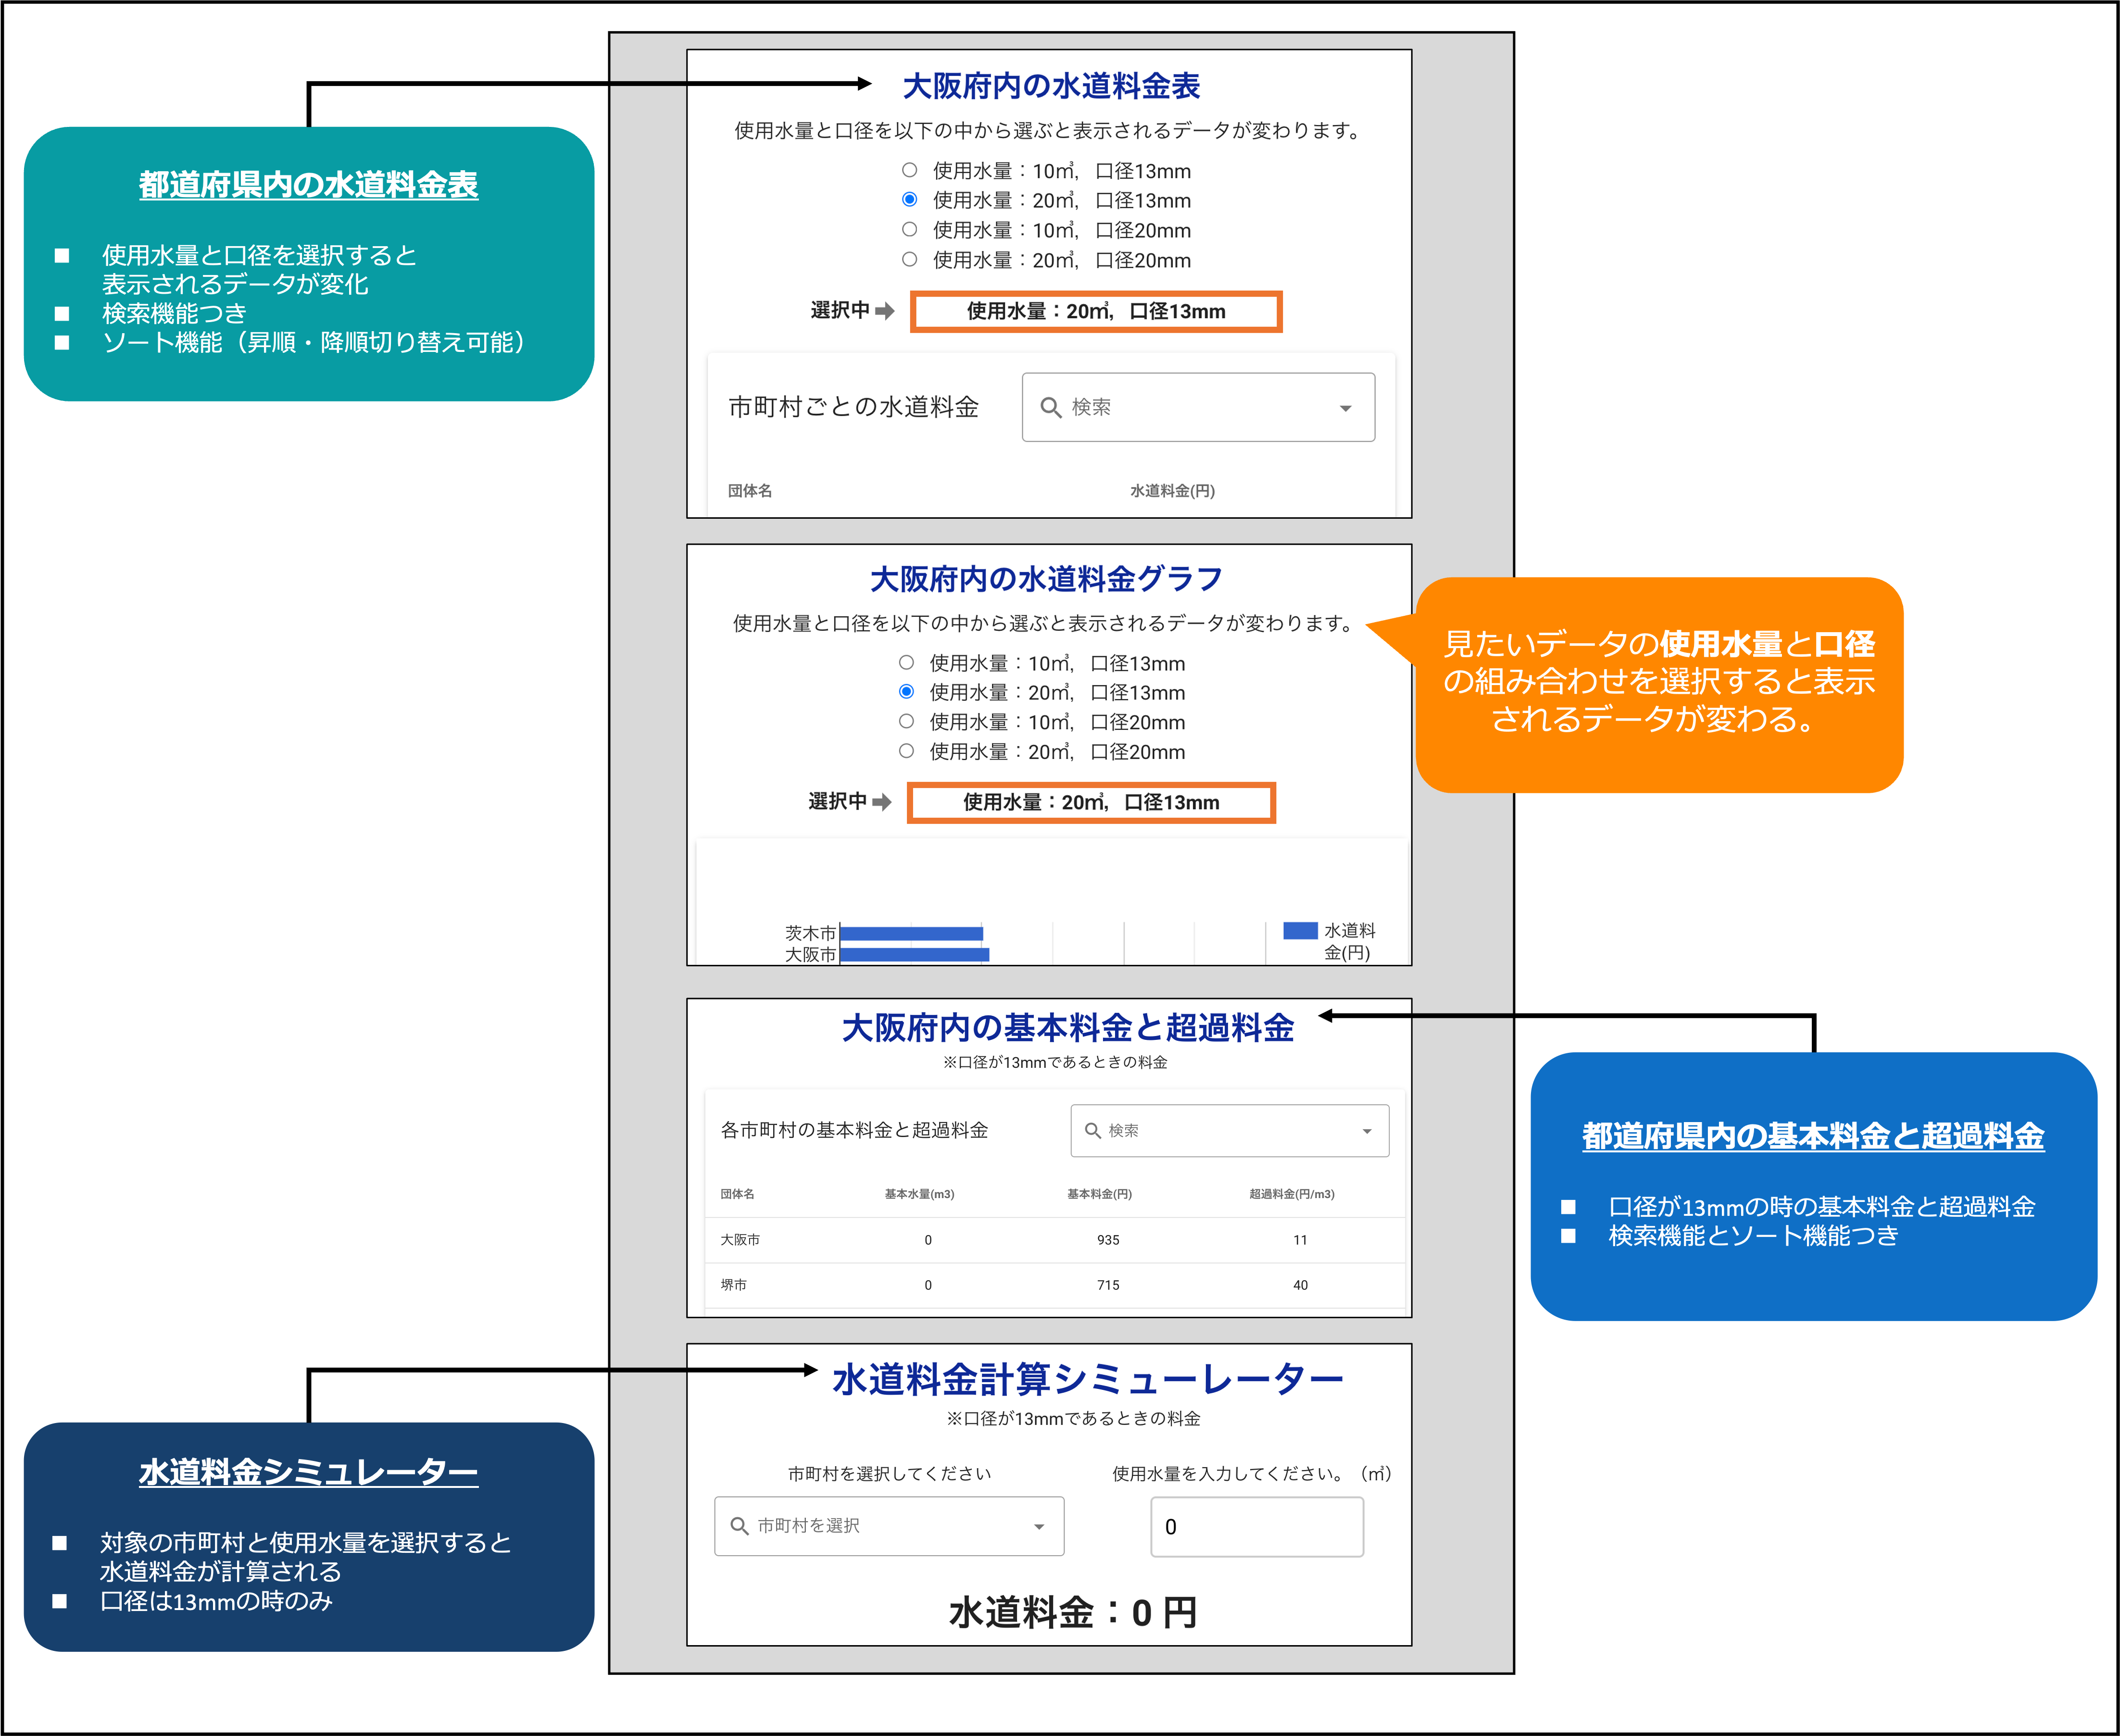 都道府県内の水道料金表
■ 使用水量と口径を選択すると
表示されるデータが変化
■ 検索機能つき
■ ソート機能（昇順・降順切り替え可能）
大阪府内の水道料金表
使用水量と口径を以下の中から選ぶと表示されるデータが変わります。
使用水量：10㎥, 口径13mm
使用水量：20㎥, 口径13mm
使用水量：10㎥, 口径20mm
使用水量：20㎥, 口径20mm
選択中 使用水量：20㎥, 口径13mm
市町村ごとの水道料金 検索
団体名 水道料金(円)
大阪府内の水道料金グラフ
使用水量と口径を以下の中から選ぶと表示されるデータが変わります。
使用水量：10㎥, 口径13mm
使用水量：20㎥, 口径13mm
使用水量：10㎥, 口径20mm
使用水量：20㎥, 口径20mm
選択中 使用水量：20㎥, 口径13mm
茨木市
大阪市
水道料
金(円)
見たいデータの使用水量と口径
の組み合わせを選択すると表示
されるデータが変わる。
大阪府内の基本料金と超過料金
※口径が13mmであるときの料金
各市町村の基本料金と超過料金 検索
団体名 基本水量(m3) 基本料金(円) 超過料金(円/m3)
大阪市 0 935 11
堺市 0 715 40
都道府県内の基本料金と超過料金
■ 口径が13mmの時の基本料金と超過料金
■ 検索機能とソート機能つき
水道料金シミュレーター
■ 対象の市町村と使用水量を選択すると
水道料金が計算される
■ 口径は13mmの時のみ
水道料金計算シミューレーター
※口径が13mmであるときの料金
市町村を選択してください 使用水量を入力してください。（㎥）
市町村を選択 0
水道料金：0 円